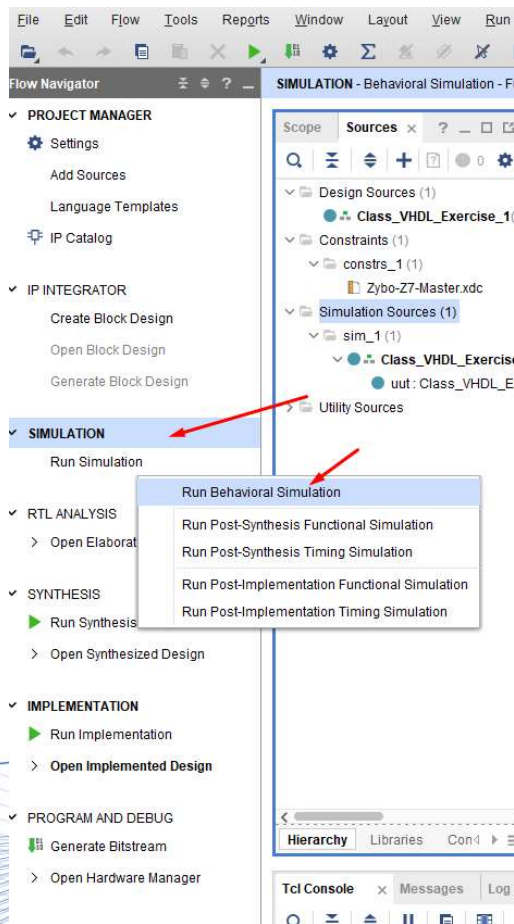 File Edit Flow Tools Reports Window Layout View Run
Flow Navigator
PROJECT MANAGER
Settings
Add Sources
Language Templates
IP Catalog
IP INTEGRATOR
Create Block Design
Open Block Design
Generate Block Design
SIMULATION
Run Simulation
RTL ANALYSIS
Open Elaborat
SYNTHESIS
Run Synthesis
Open Synthesized Design
IMPLEMENTATION
Run Implementation
Open Implemented Design
PROGRAM AND DEBUG
Generate Bitstream
Open Hardware Manager
Run Behavioral Simulation
Run Post-Synthesis Functional Simulation
Run Post-Synthesis Timing Simulation
Run Post-Implementation Functional Simulation
Run Post-Implementation Timing Simulation
SIMULATION - Behavioral Simulation - F
Scope Sources
0
Design Sources (1)
Class_VHDL_Exercise_1(
Constraints (1)
constrs_1 (1)
Zybo-Z7-Master.xdc
Simulation Sources (1)
sim_1 (1)
Class_VHDL_Exercise
uut : Class_VHDL_E
Utility Sources
Hierarchy Libraries Con
Tcl Console Messages Log